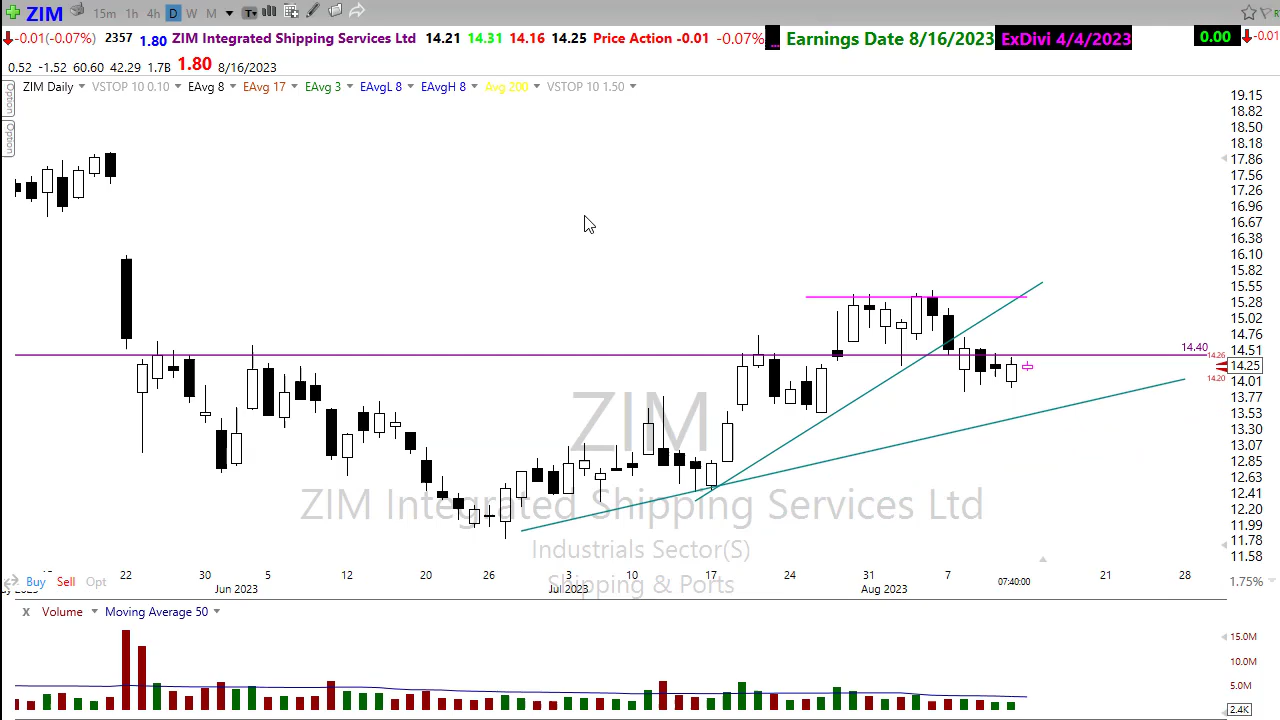 ZIM 15m 1h 4h D W M T
-0.01(-0.07%) 2357 1.80 ZIM Integrated Shipping Services Ltd 14.21 14.31 14.16 14.25 Price Action -0.01 -0.07% ... Earnings Date 8/16/2023 ExDivi 4/4/2023 0.00 -0.01
0.52 -1.52 60.60 42.29 1.7B 1.80 8/16/2023
ZIM Daily VSTOP 10 0.10 EAvg 8 EAvg 17 EAvg 3 EAvgL 8 EAvgH 8 Avg 200 VSTOP 10 1.50
Option
Option
19.15
18.82
18.50
18.18
17.86
17.56
17.26
16.96
16.67
16.38
16.10
15.82
15.55
15.28
15.02
14.76
14.51
14.40
14.26
14.25
14.20
14.01
13.77
13.53
13.30
13.07
12.85
12.63
12.41
12.20
11.99
11.78
11.58
ZIM
ZIM Integrated Shipping Services Ltd
Industrials Sector(S)
Shipping & Ports
22 30 5 12 20 26 3 10 17 24 31 7 07:40:00 21 28
Buy Sell Opt 1.75%
Jun 2023 Jul 2023 Aug 2023
x Volume Moving Average 50
15.0M
10.0M
5.0M
2.4K